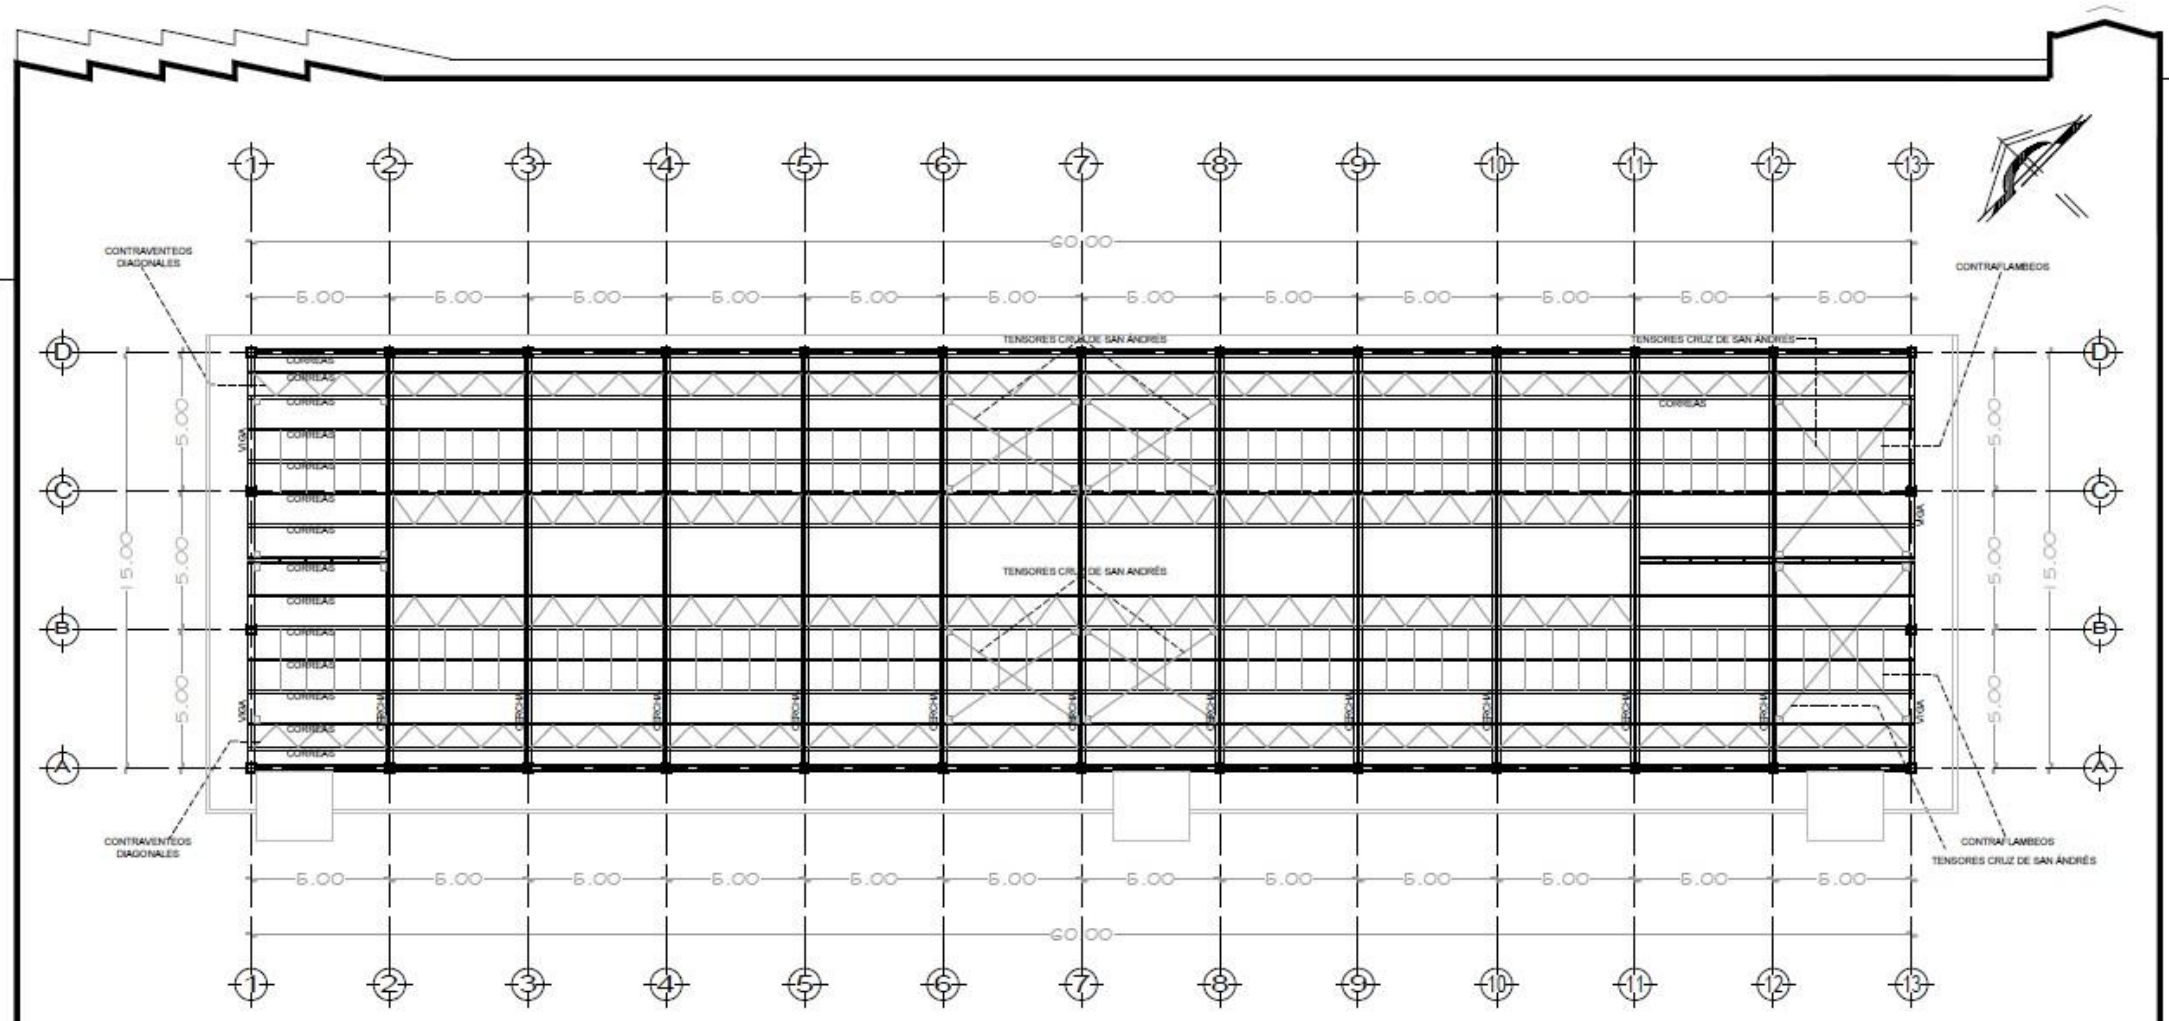 1 2 3 4 5 6 7 8 9 10 11 12 13
60.00
CONTRAVENTEOS
DIAGONALES
CONTRAFLAMBEOS
5.00 5.00 5.00 5.00 5.00 5.00 5.00 5.00 5.00 5.00 5.00 5.00
TENSORES CRUZ DE SAN ÁNDRÉS
TENSORES CRUZ DE SAN ÁNDRÉS
D
D
CORREAS
CORREAS
CORREAS
CORREAS
5.00
5.00
VIGA
CORREAS
CORREAS
C
C
CORREAS
VIGA
CORREAS
15.00
5.00
5.00
15.00
CORREAS
TENSORES CRUZ DE SAN ANDRÉS
CORREAS
B
B
CORREAS
CORREAS
5.00
5.00
CORREAS
VIGA
CERCHA CERCHA CERCHA CERCHA CERCHA CERCHA CERCHA CERCHA CERCHA CERCHA CERCHA
VIGA
CORREAS
CORREAS
A
A
CONTRAVENTEOS
DIAGONALES
CONTRAFLAMBEOS
TENSORES CRUZ DE SAN ÁNDRÉS
5.00 5.00 5.00 5.00 5.00 5.00 5.00 5.00 5.00 5.00 5.00 5.00
60.00
1 2 3 4 5 6 7 8 9 10 11 12 13